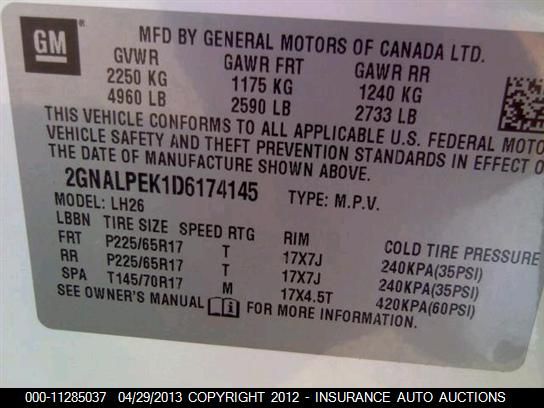 GM
MFD BY GENERAL MOTORS OF CANADA LTD.
GVWR GAWR FRT GAWR RR
2250 KG 1175 KG 1240 KG
4960 LB 2590 LB 2733 LB
THIS VEHICLE CONFORMS TO ALL APPLICABLE U.S. FEDERAL MOTO
VEHICLE SAFETY AND THEFT PREVENTION STANDARDS IN EFFECT O
THE DATE OF MANUFACTURE SHOWN ABOVE.
2GNALPEK1D6174145 TYPE: M.P.V.
MODEL: LH26
LBBN TIRE SIZE SPEED RTG RIM COLD TIRE PRESSURE
FRT P225/65R17 T 17X7J 240KPA(35PSI)
RR P225/65R17 T 17X7J 240KPA(35PSI)
SPA T145/70R17 M 17X4.5T 420KPA(60PSI)
SEE OWNER'S MANUAL FOR MORE INFORMATION.
000-11285037 04/29/2013 COPYRIGHT 2012 - INSURANCE AUTO AUCTIONS